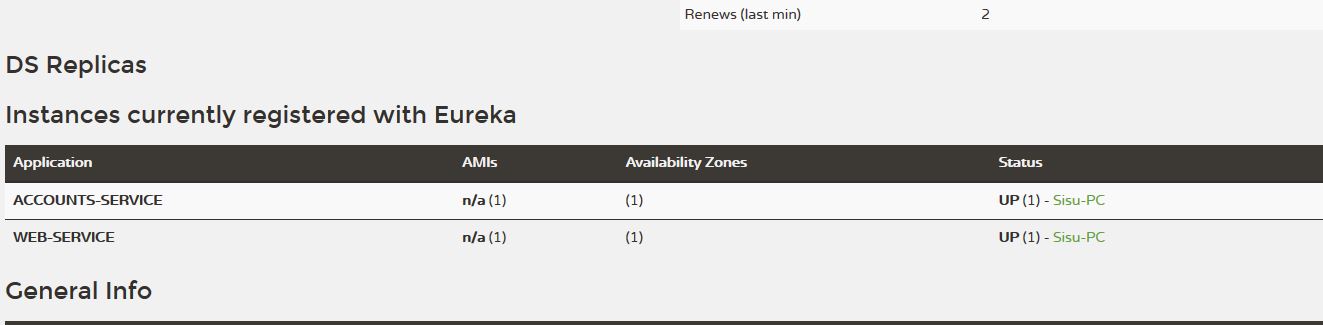 Renews (last min) 2
DS Replicas
Instances currently registered with Eureka
Application AMIs Availability Zones Status
ACCOUNTS-SERVICE n/a (1) (1) UP (1) - Sisu-PC
WEB-SERVICE n/a (1) (1) UP (1) - Sisu-PC
General Info